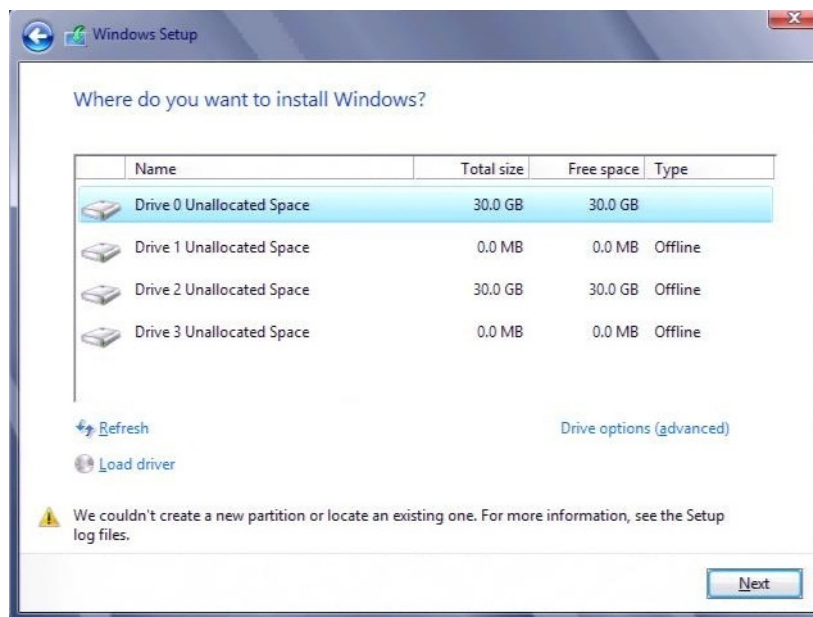 Windows Setup
Where do you want to install Windows?
Name Total size Free space Type
Drive 0 Unallocated Space 30.0 GB 30.0 GB
Drive 1 Unallocated Space 0.0 MB 0.0 MB Offline
Drive 2 Unallocated Space 30.0 GB 30.0 GB Offline
Drive 3 Unallocated Space 0.0 MB 0.0 MB Offline
Refresh Drive options (advanced)
Load driver
We couldn't create a new partition or locate an existing one. For more information, see the Setup
log files.
Next